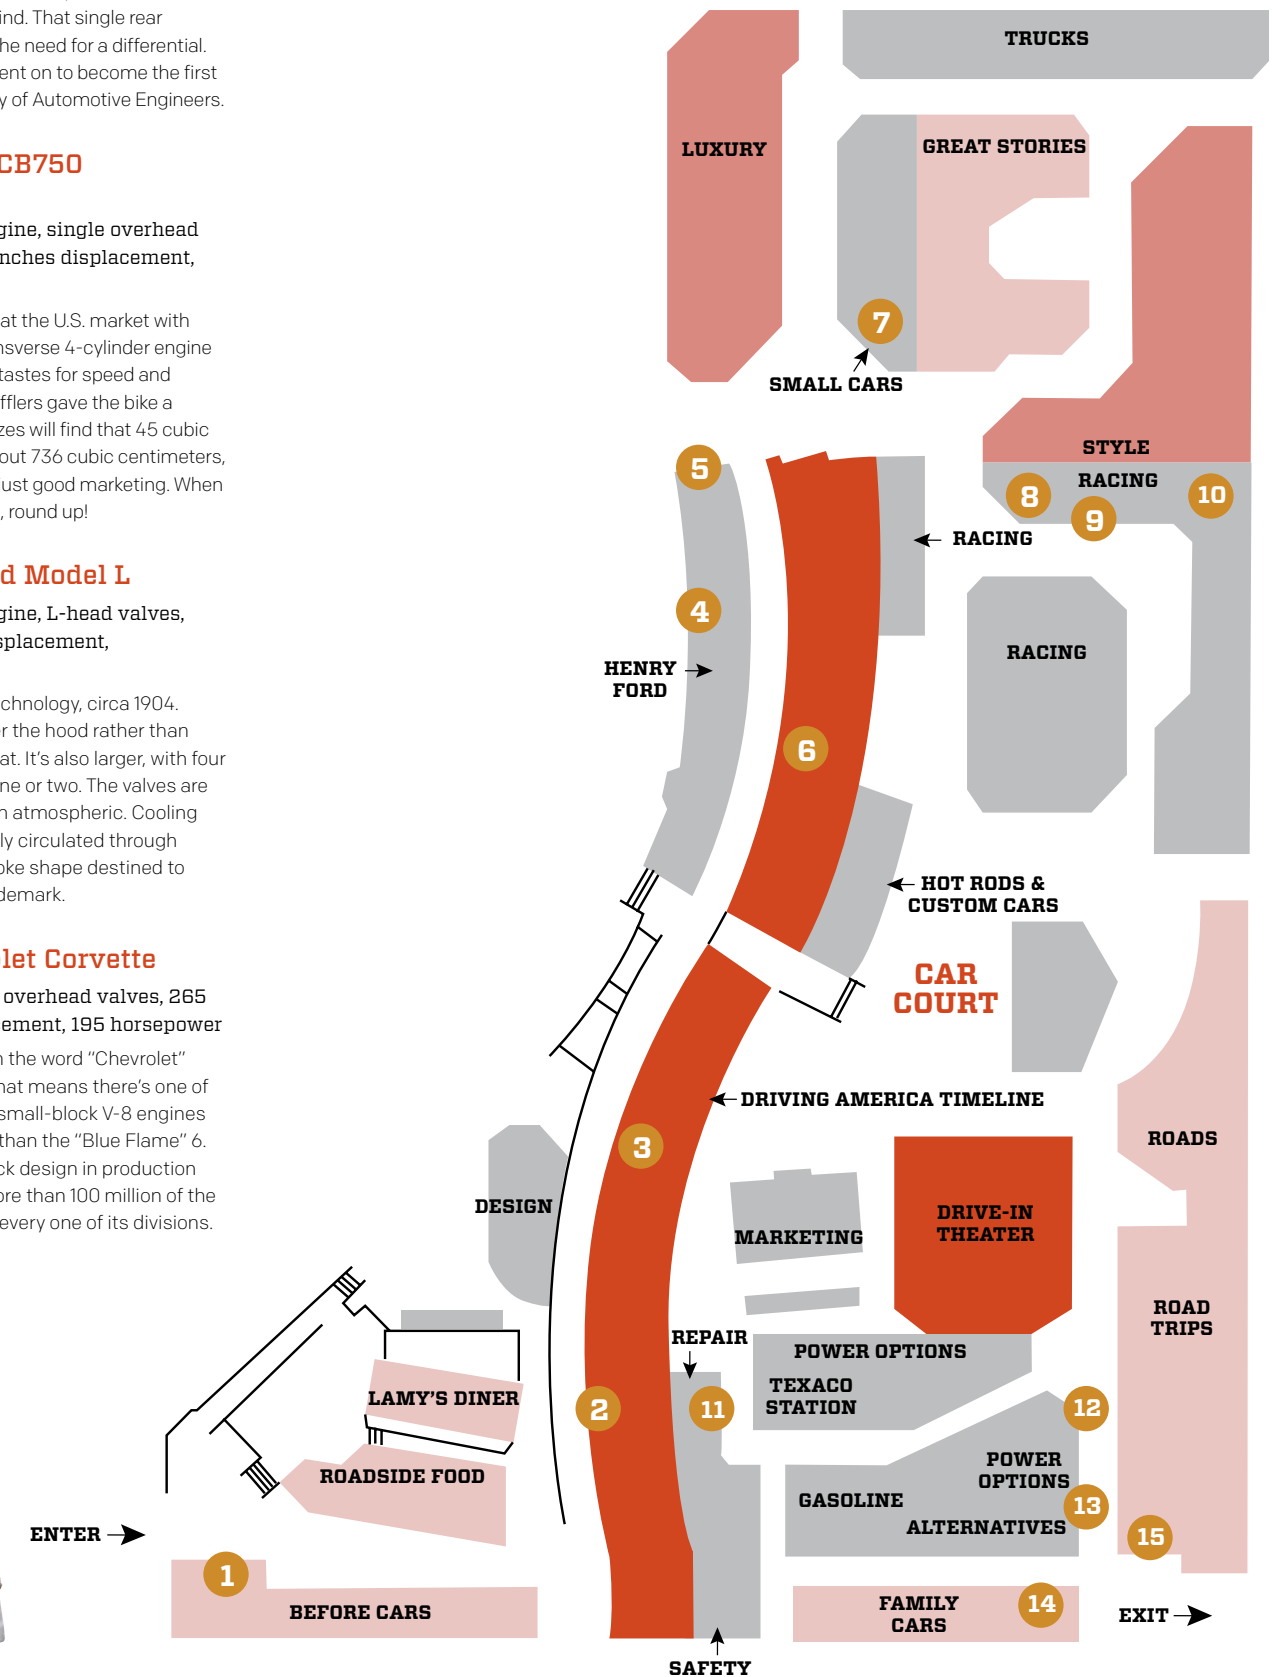 ind. That single rear
he need for a differential.
ent on to become the first
y of Automotive Engineers.
CB750
gine, single overhead
nches displacement,
at the U.S. market with
nsverse 4-cylinder engine
tastes for speed and
fflers gave the bike a
zes will find that 45 cubic
out 736 cubic centimeters,
ust good marketing. When
, round up!
d Model L
gine, L-head valves,
splacement,
chnology, circa 1904.
er the hood rather than
at. It's also larger, with four
ne or two. The valves are
n atmospheric. Cooling
ly circulated through
oke shape destined to
demark.
let Corvette
overhead valves, 265
cement, 195 horsepower
n the word "Chevrolet"
hat means there's one of
small-block V-8 engines
than the "Blue Flame" 6.
ck design in production
ore than 100 million of the
every one of its divisions.
TRUCKS
LUXURY
GREAT STORIES
7
SMALL CARS
STYLE
RACING
8
9
10
5
RACING
4
RACING
HENRY
FORD
6
HOT RODS &
CUSTOM CARS
CAR
COURT
DRIVING AMERICA TIMELINE
3
ROADS
DESIGN
MARKETING
DRIVE-IN
THEATER
ROAD
TRIPS
REPAIR
POWER OPTIONS
TEXACO
STATION
LAMY'S DINER
2
11
12
ROADSIDE FOOD
POWER
OPTIONS
GASOLINE
13
ALTERNATIVES
15
ENTER
1
BEFORE CARS
FAMILY
CARS
14
EXIT
SAFETY